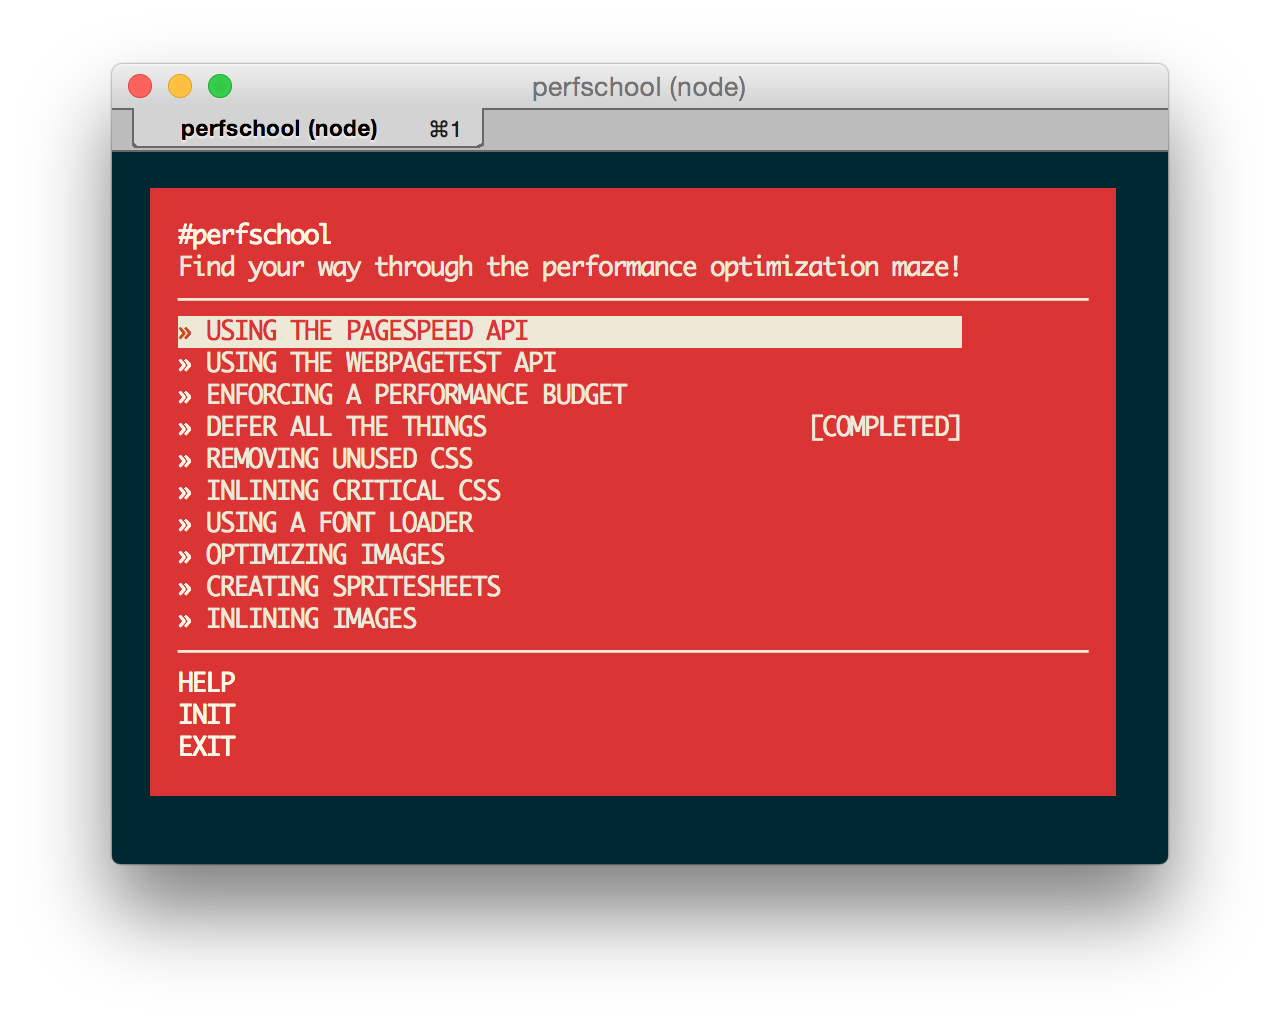 perfschool (node)
perfschool (node) ⌘1
#perfschool
Find your way through the performance optimization maze!
» USING THE PAGESPEED API
» USING THE WEBPAGETEST API
» ENFORCING A PERFORMANCE BUDGET
» DEFER ALL THE THINGS [COMPLETED]
» REMOVING UNUSED CSS
» INLINING CRITICAL CSS
» USING A FONT LOADER
» OPTIMIZING IMAGES
» CREATING SPRITESHEETS
» INLINING IMAGES
HELP
INIT
EXIT